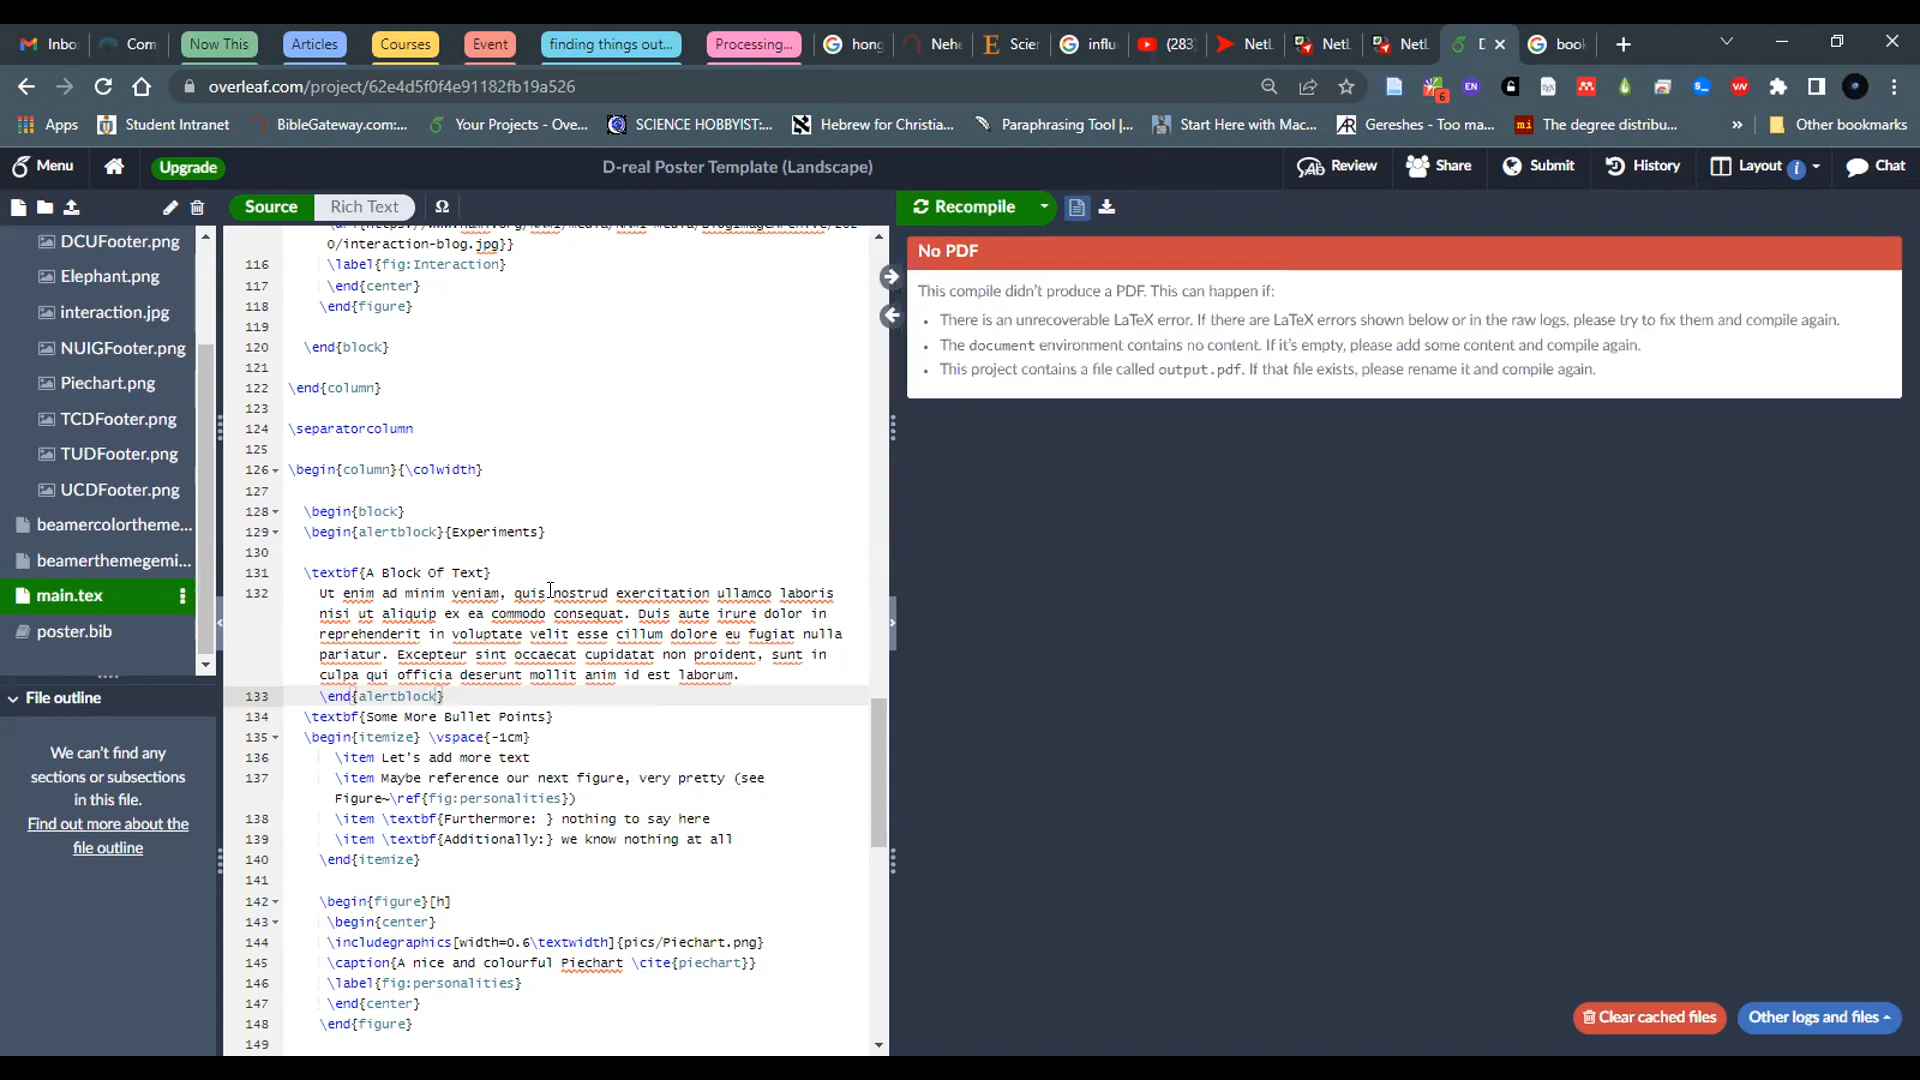 Inbo
Com
Now This
Articles
Courses
Event
finding things out...
Processing...
hong
Nehe
Scier
influ
(283)
NetL
NetL
NetL
book
overleaf.com/project/62e4d5f0f4e91182fb19a526
EN
6
Apps
Student Intranet
BibleGateway.com:...
Your Projects - Ove...
SCIENCE HOBBYIST:...
Hebrew for Christia...
Paraphrasing Tool |...
Start Here with Mac...
Gereshes - Too ma...
The degree distribu...
»
Other bookmarks
Menu
Upgrade
D-real Poster Template (Landscape)
Review
Share
Submit
History
Layout
Chat
Source
Rich Text
Ω
Recompile
DCUFooter.png
Elephant.png
interaction.jpg
NUIGFooter.png
Piechart.png
TCDFooter.png
TUDFooter.png
UCDFooter.png
beamercolortheme...
beamerthemegemi...
main.tex
poster.bib
File outline
We can't find any
sections or subsections
in this file.
Find out more about the
file outline
0/interaction-blog.jpg}}
116 \label{fig:Interaction}
117 \end{center}
118 \end{figure}
119
120 \end{block}
121
122 \end{column}
123
124 \separatorcolumn
125
126 \begin{column}{\colwidth}
127
128 \begin{block}
129 \begin{alertblock}{Experiments}
130
131 \textbf{A Block Of Text}
132 Ut enim ad minim veniam, quis nostrud exercitation ullamco laboris
nisi ut aliquip ex ea commodo consequat. Duis aute irure dolor in
reprehenderit in voluptate velit esse cillum dolore eu fugiat nulla
pariatur. Excepteur sint occaecat cupidatat non proident, sunt in
culpa qui officia deserunt mollit anim id est laborum.
133 \end{alertblock}
134 \textbf{Some More Bullet Points}
135 \begin{itemize} \vspace{-1cm}
136 \item Let's add more text
137 \item Maybe reference our next figure, very pretty (see
Figure~\ref{fig:personalities})
138 \item \textbf{Furthermore: } nothing to say here
139 \item \textbf{Additionally:} we know nothing at all
140 \end{itemize}
141
142 \begin{figure}[h]
143 \begin{center}
144 \includegraphics[width=0.6\textwidth]{pics/Piechart.png}
145 \caption{A nice and colourful Piechart \cite{piechart}}
146 \label{fig:personalities}
147 \end{center}
148 \end{figure}
149
No PDF
This compile didn't produce a PDF. This can happen if:
There is an unrecoverable LaTeX error. If there are LaTeX errors shown below or in the raw logs, please try to fix them and compile again.
The document environment contains no content. If it's empty, please add some content and compile again.
This project contains a file called output.pdf. If that file exists, please rename it and compile again.
Clear cached files
Other logs and files